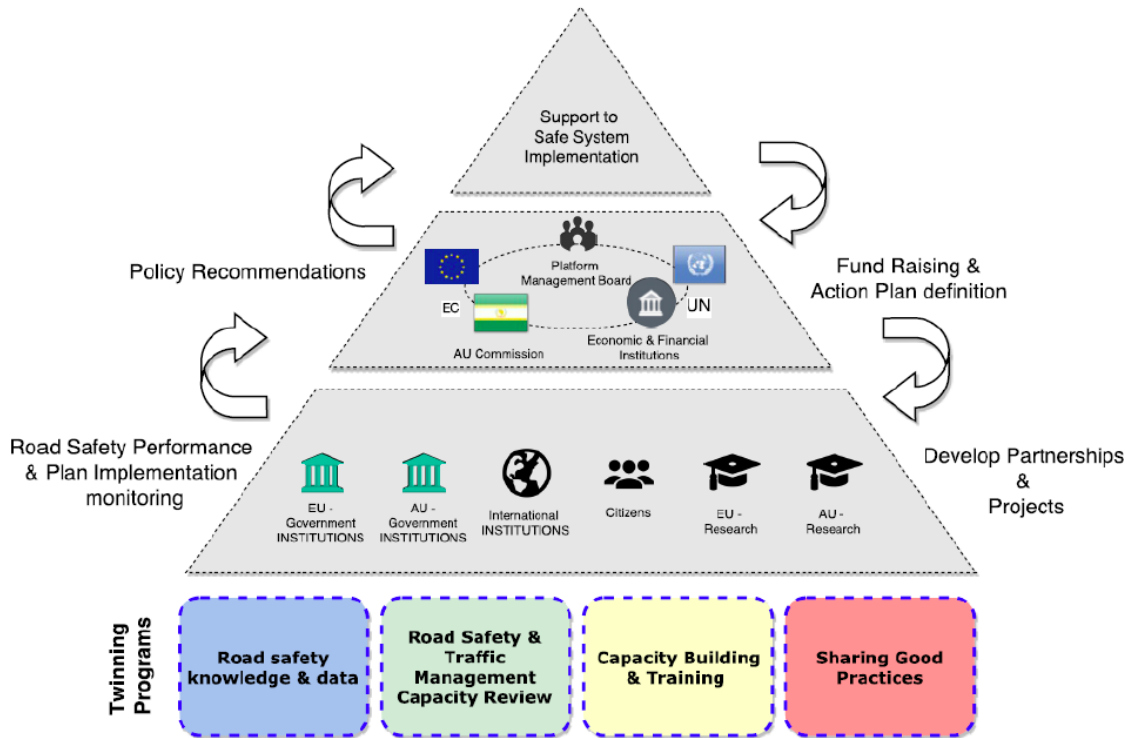 Support to
Safe System
Implementation
Policy Recommendations
Platform
Management Board
EC
UN
AU Commission
Economic & Financial
Institutions
Fund Raising &
Action Plan definition
Road Safety Performance
& Plan Implementation
monitoring
EU -
Government
INSTITUTIONS
AU -
Government
INSTITUTIONS
International
INSTITUTIONS
Citizens
EU -
Research
AU -
Research
Develop Partnerships
&
Projects
Twinning
Programs
Road safety
knowledge & data
Road Safety &
Traffic
Management
Capacity Review
Capacity Building
& Training
Sharing Good
Practices